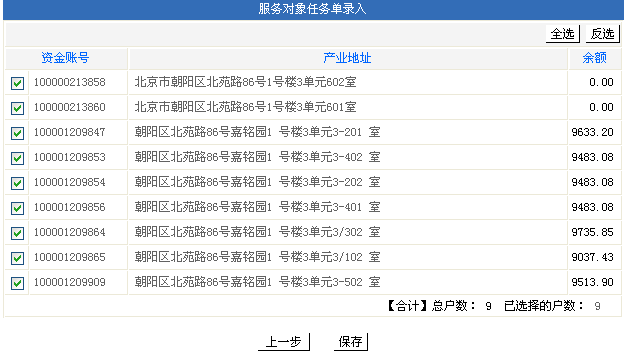 服务对象任务单录入
全选 反选
资金账号 产业地址 余额
100000213858 北京市朝阳区北苑路86号1号楼3单元602室 0.00
100000213860 北京市朝阳区北苑路86号1号楼3单元601室 0.00
100001209847 朝阳区北苑路86号嘉铭园1 号楼3单元3-201 室 9633.20
100001209853 朝阳区北苑路86号嘉铭园1 号楼3单元3-402 室 9483.08
100001209854 朝阳区北苑路86号嘉铭园1 号楼3单元3-202 室 9483.08
100001209856 朝阳区北苑路86号嘉铭园1 号楼3单元3-401 室 9483.08
100001209864 朝阳区北苑路86号嘉铭园1 号楼3单元3/302 室 9735.85
100001209865 朝阳区北苑路86号嘉铭园1 号楼3单元3/102 室 9037.43
100001209909 朝阳区北苑路86号嘉铭园1 号楼3单元3-502 室 9513.90
【合计】总户数： 9 已选择的户数： 9
上一步 保存